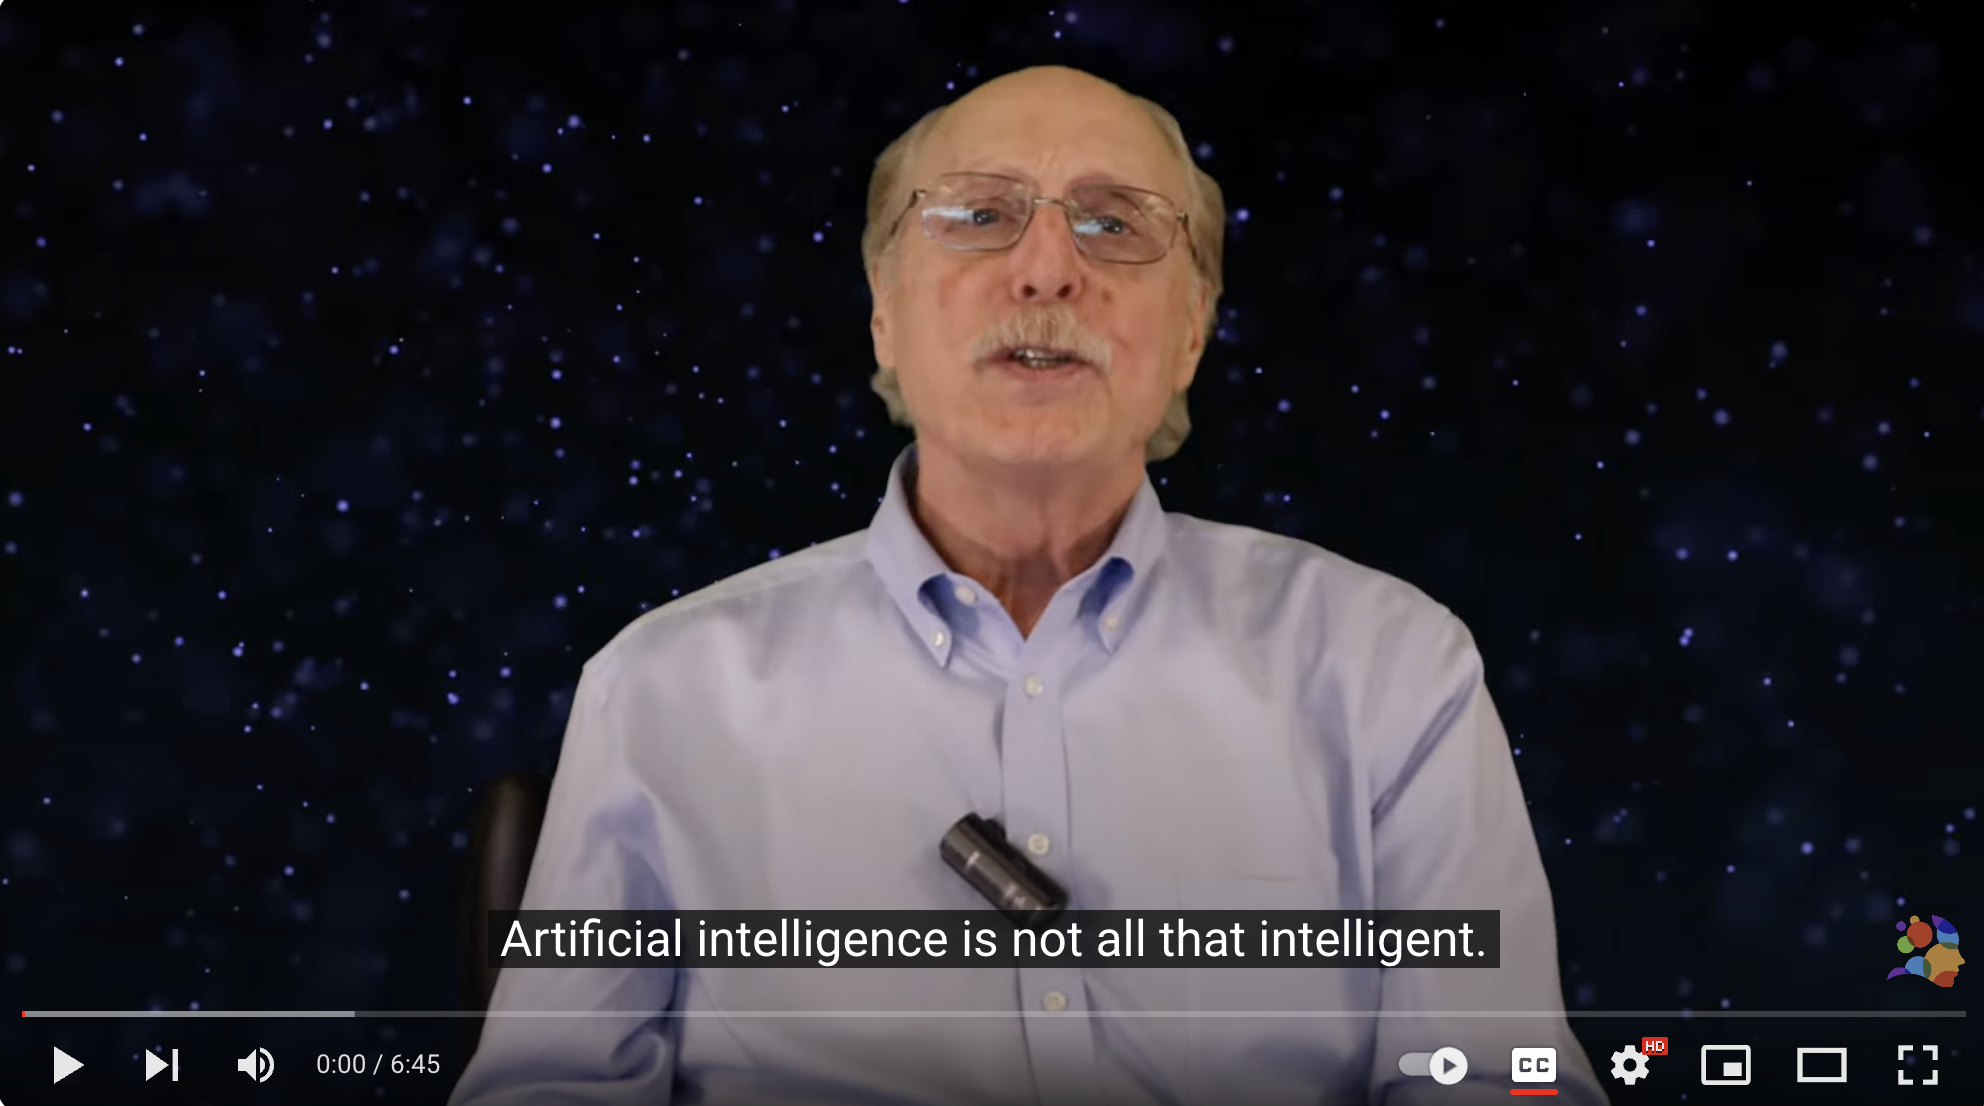 Artificial intelligence is not all that intelligent.
0:00 / 6:45
CC
HD